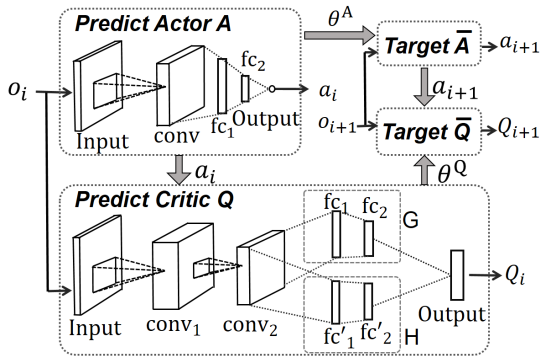 Predict Actor A
θ^A
Target A̅
a_{i+1}
fc_2
o_i
a_i
Input
conv
fc_1
Output
o_{i+1}
a_{i+1}
Target Q̅
Q_{i+1}
a_i
θ^Q
Predict Critic Q
fc_1
fc_2
G
Q_i
Input
conv_1
conv_2
fc'_1
fc'_2
H
Output